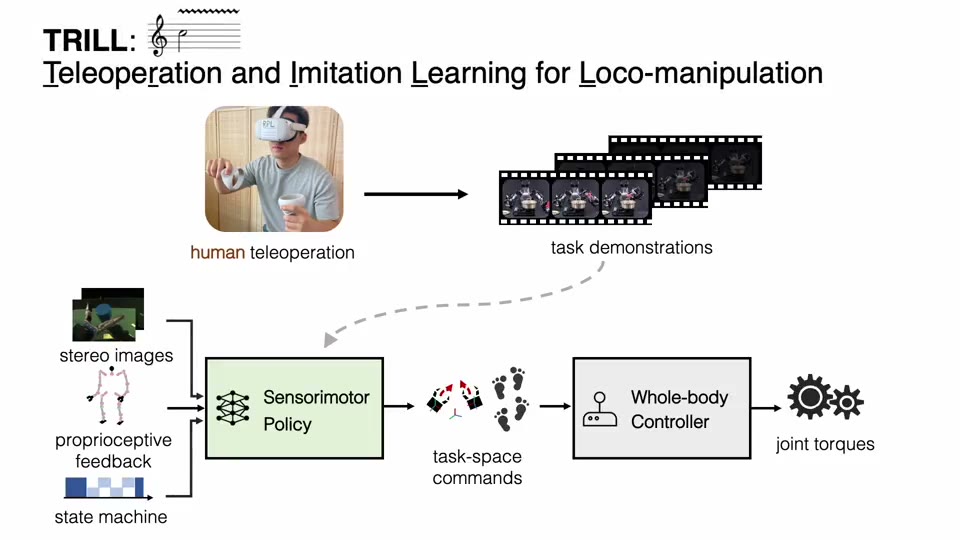 TRILL:
Teleoperation and Imitation Learning for Loco-manipulation
RPL
human teleoperation
task demonstrations
stereo images
proprioceptive
feedback
state machine
Sensorimotor
Policy
task-space
commands
Whole-body
Controller
joint torques